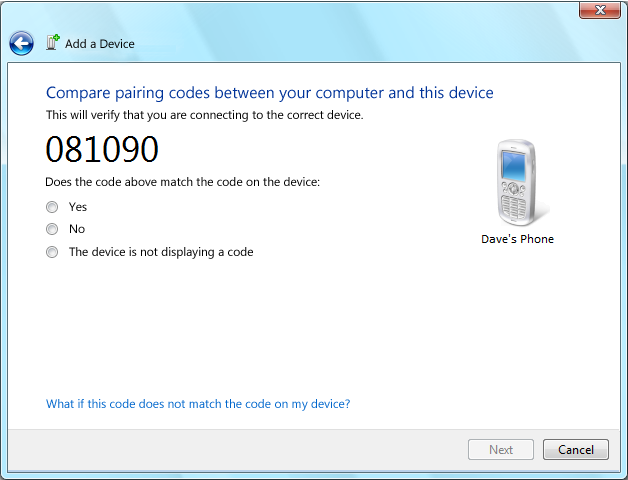 Add a Device
Compare pairing codes between your computer and this device
This will verify that you are connecting to the correct device.
081090
Does the code above match the code on the device:
Yes
No
The device is not displaying a code
Dave's Phone
What if this code does not match the code on my device?
Next
Cancel